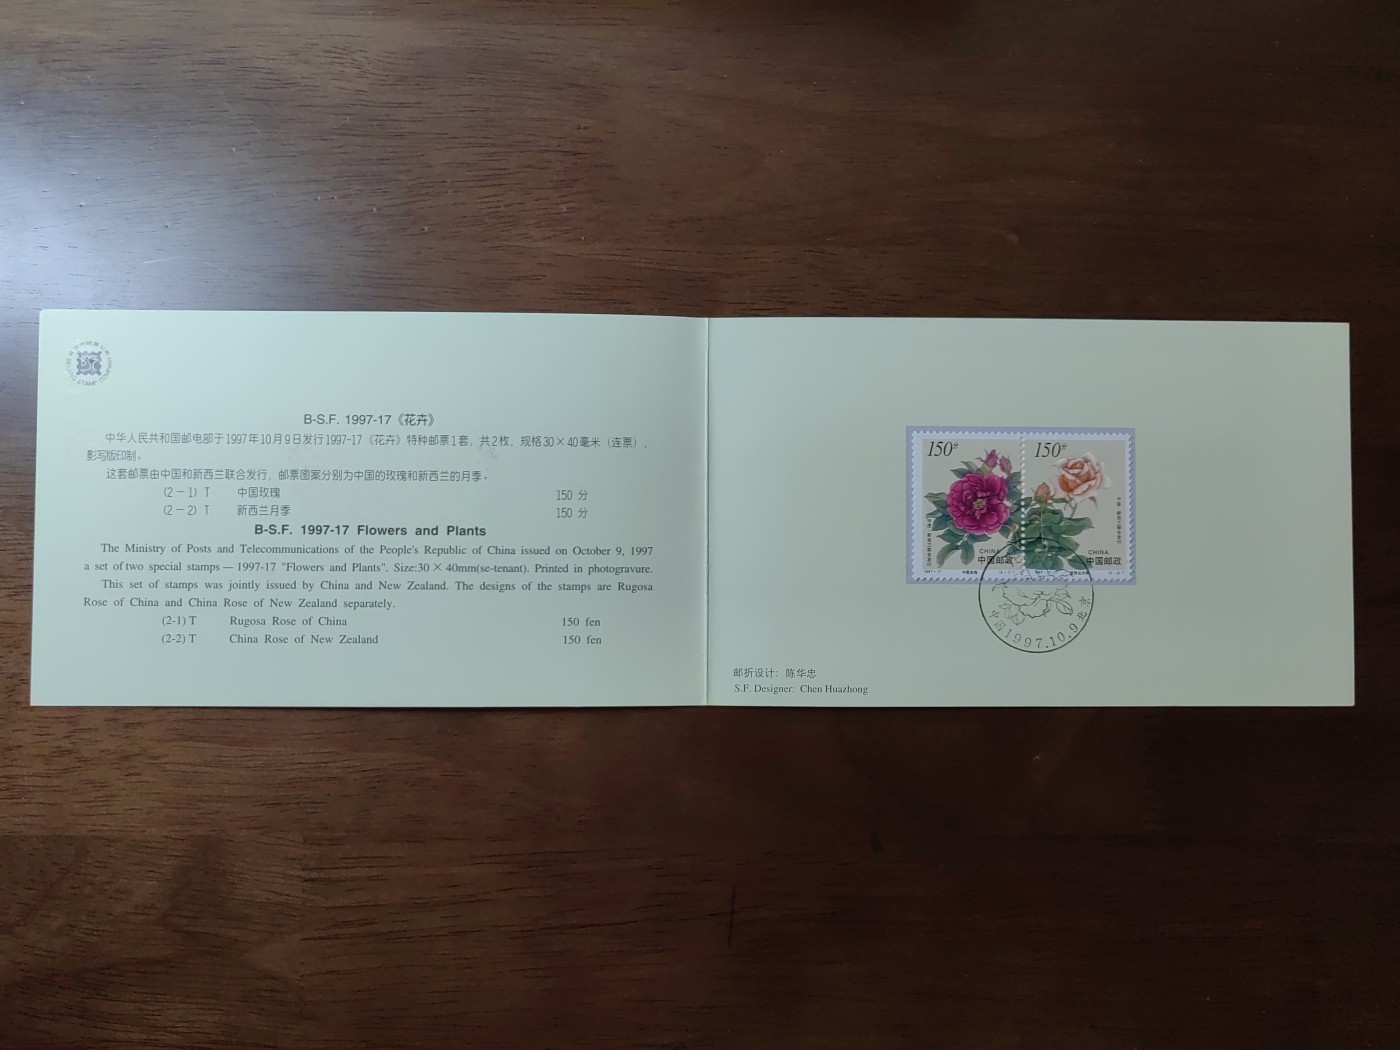 B-S.F. 1997-17《花卉》
中华人民共和国邮电部于1997年10月9日发行1997-17《花卉》特种邮票1套，共2枚，规格30×40毫米（连票），
影写版印制。
这套邮票由中国和新西兰联合发行，邮票图案分别为中国的玫瑰和新西兰的月季。
(2－1) T 中国玫瑰 150 分
(2－2) T 新西兰月季 150 分
B-S.F. 1997-17 Flowers and Plants
The Ministry of Posts and Telecommunications of the People's Republic of China issued on October 9, 1997
a set of two special stamps — 1997-17 "Flowers and Plants". Size:30 × 40mm(se-tenant). Printed in photogravure.
This set of stamps was jointly issued by China and New Zealand. The designs of the stamps are Rugosa
Rose of China and China Rose of New Zealand separately.
(2-1) T Rugosa Rose of China 150 fen
(2-2) T China Rose of New Zealand 150 fen
150分
CHINA
中国邮政
150分
CHINA
中国邮政
1997.10.9 北京
邮折设计：陈华忠
S.F. Designer: Chen Huazhong